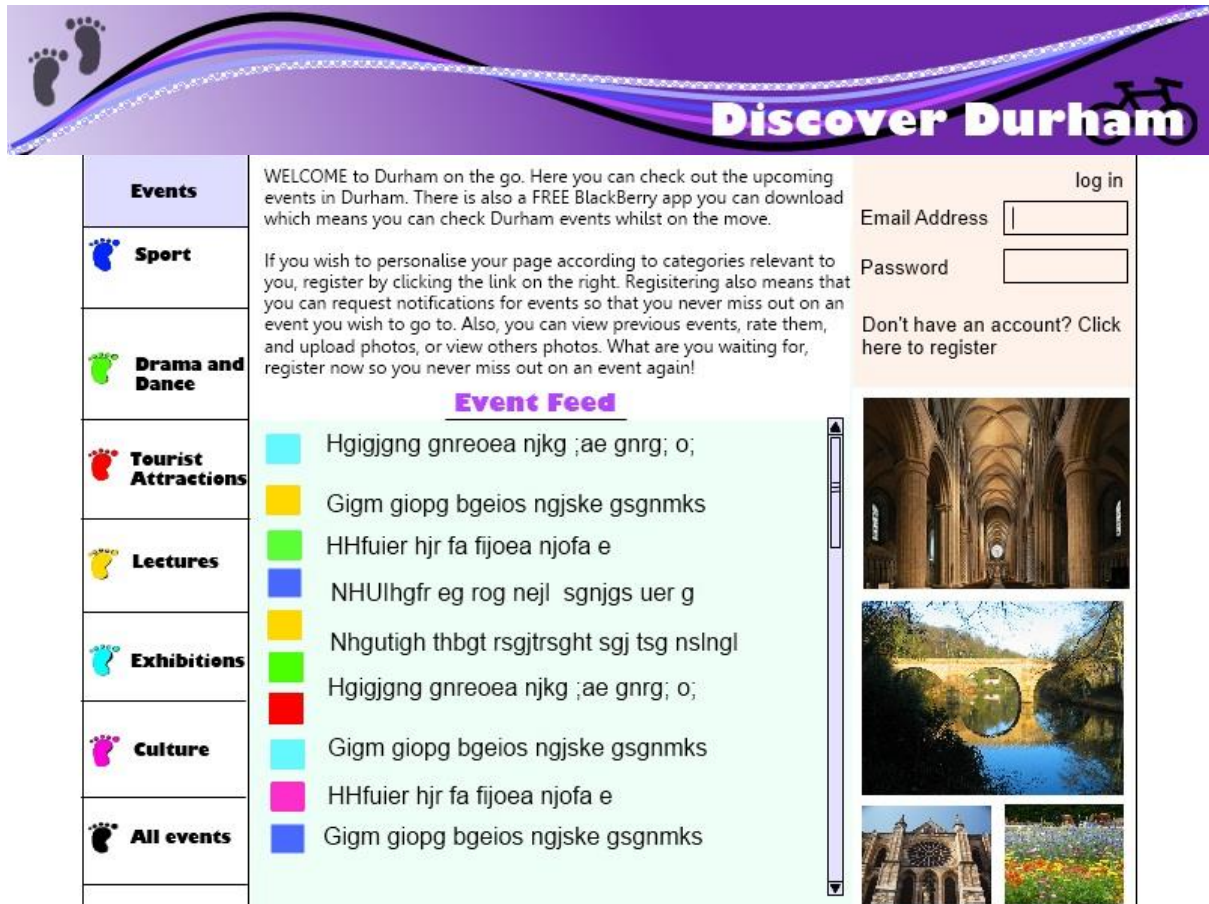 Discover Durham
Events
Sport
Drama and
Dance
Tourist
Attractions
Lectures
Exhibitions
Culture
All events
WELCOME to Durham on the go. Here you can check out the upcoming
events in Durham. There is also a FREE BlackBerry app you can download
which means you can check Durham events whilst on the move.
If you wish to personalise your page according to categories relevant to
you, register by clicking the link on the right. Regisitering also means that
you can request notifications for events so that you never miss out on an
event you wish to go to. Also, you can view previous events, rate them,
and upload photos, or view others photos. What are you waiting for,
register now so you never miss out on an event again!
Event Feed
Hgigjgng gnreoea njkg ;ae gnrg; o;
Gigm giopg bgeios ngjske gsgnmks
HHfuier hjr fa fijoea njofa e
NHUIhgfr eg rog nejl sgnjgs uer g
Nhgutigh thbgt rsgjtrsght sgj tsg nslngl
Hgigjgng gnreoea njkg ;ae gnrg; o;
Gigm giopg bgeios ngjske gsgnmks
HHfuier hjr fa fijoea njofa e
Gigm giopg bgeios ngjske gsgnmks
log in
Email Address
Password
Don't have an account? Click
here to register